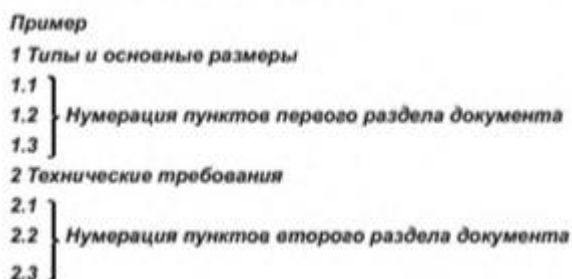 Пример
1 Типы и основные размеры
1.1
1.2 Нумерация пунктов первого раздела документа
1.3
2 Технические требования
2.1
2.2 Нумерация пунктов второго раздела документа
2.3